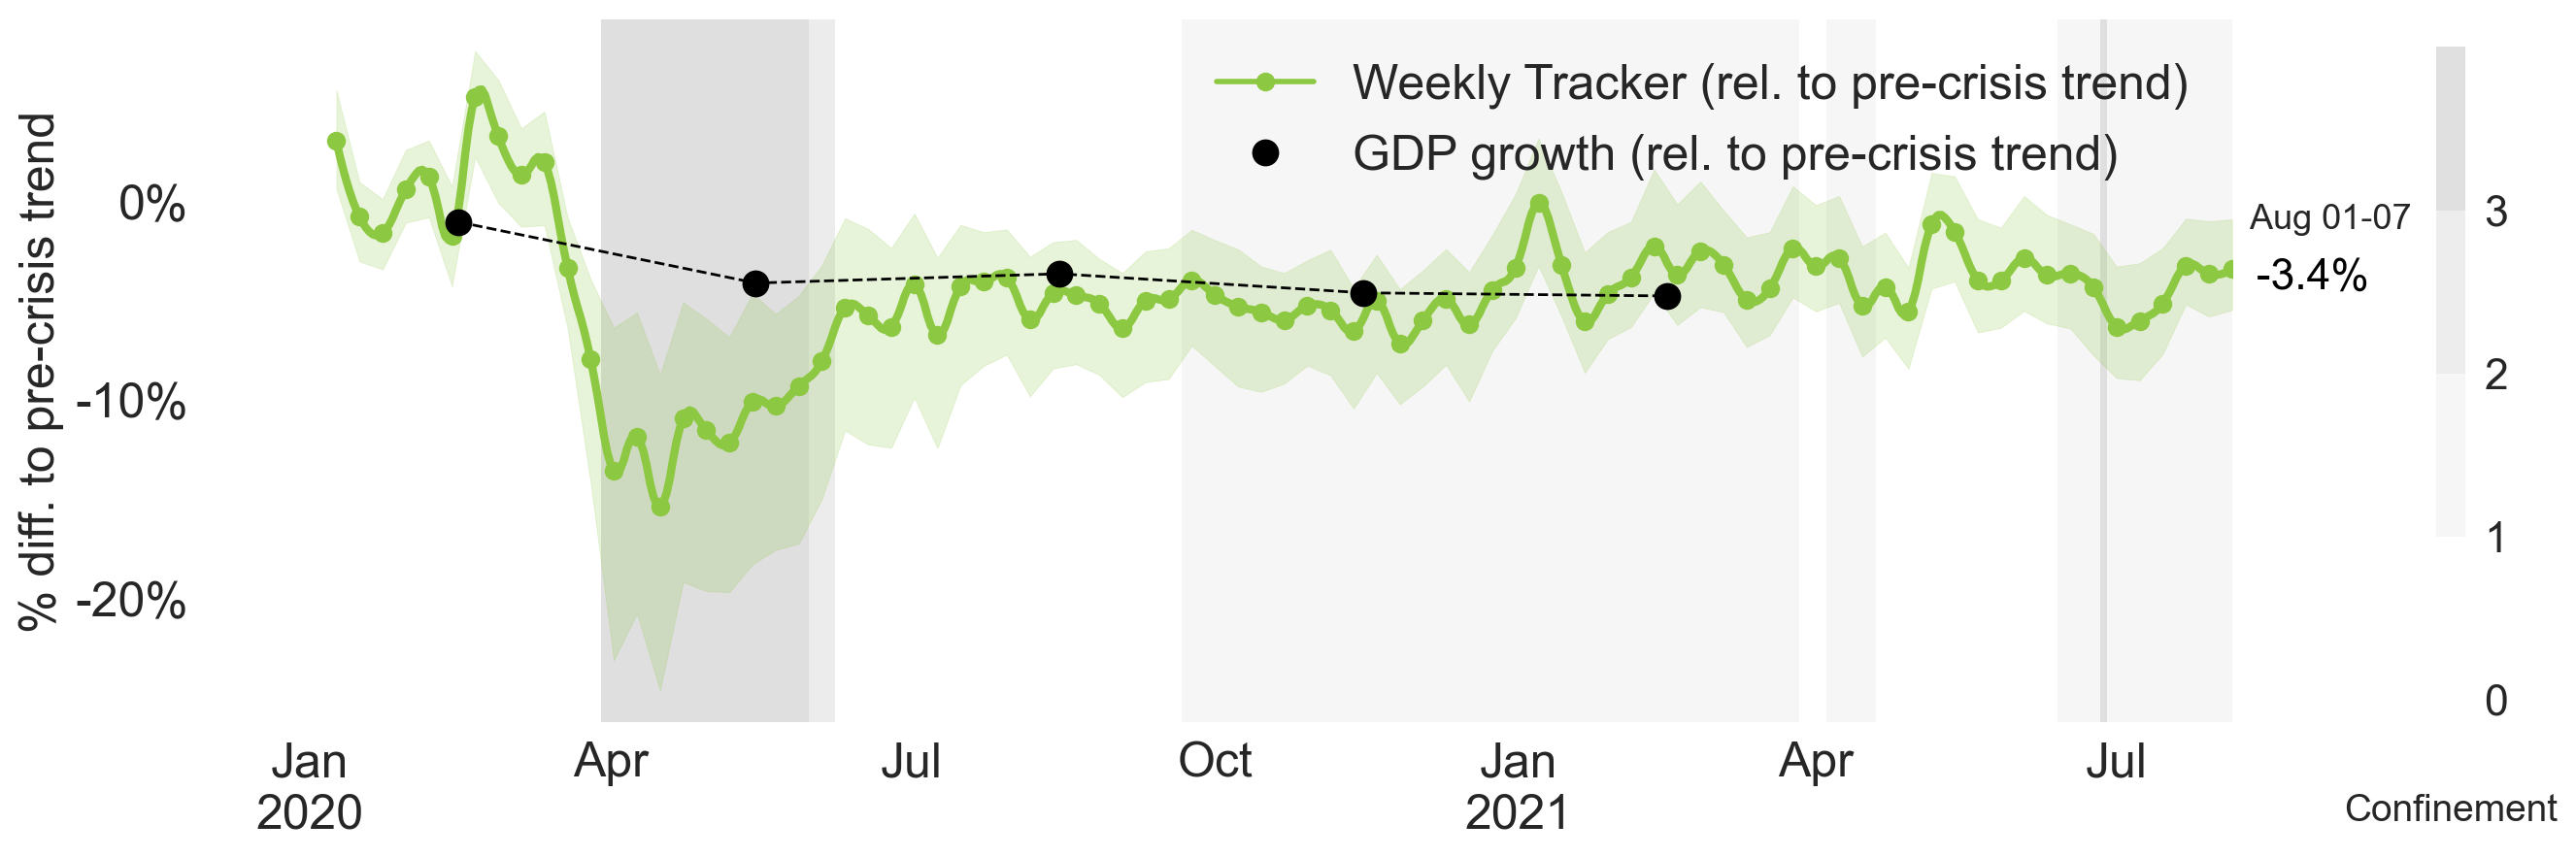 % diff. to pre-crisis trend
0%
-10%
-20%
Weekly Tracker (rel. to pre-crisis trend)
GDP growth (rel. to pre-crisis trend)
Aug 01-07
-3.4%
3
2
1
0
Jan
2020
Apr
Jul
Oct
Jan
2021
Apr
Jul
Confinement